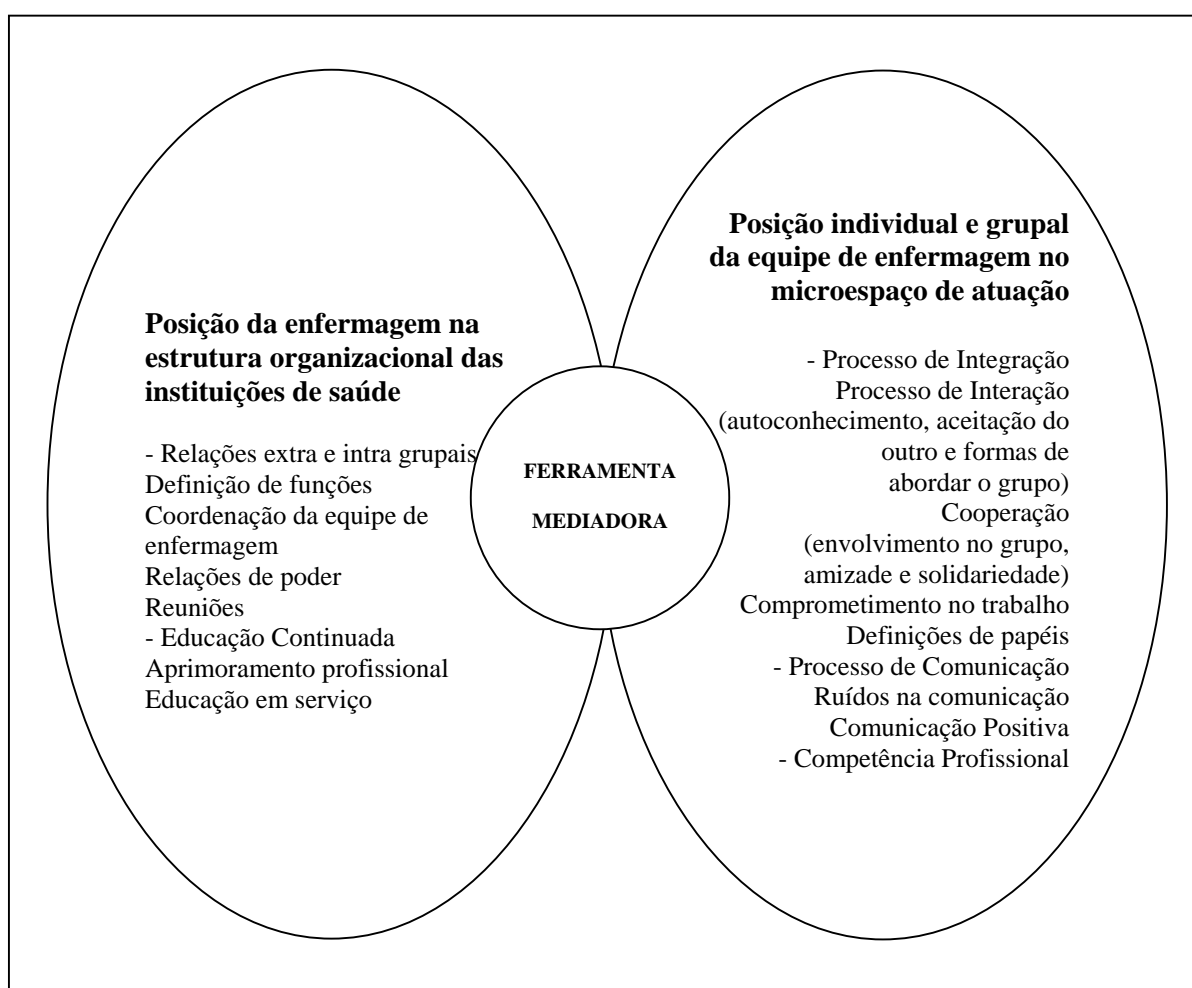 Posição da enfermagem na
estrutura organizacional das
instituições de saúde
- Relações extra e intra grupais
Definição de funções
Coordenação da equipe de
enfermagem
Relações de poder
Reuniões
- Educação Continuada
Aprimoramento profissional
Educação em serviço
FERRAMENTA
MEDIADORA
Posição individual e grupal
da equipe de enfermagem no
microespaço de atuação
- Processo de Integração
Processo de Interação
(autoconhecimento, aceitação do
outro e formas de
abordar o grupo)
Cooperação
(envolvimento no grupo,
amizade e solidariedade)
Comprometimento no trabalho
Definições de papéis
- Processo de Comunicação
Ruídos na comunicação
Comunicação Positiva
- Competência Profissional